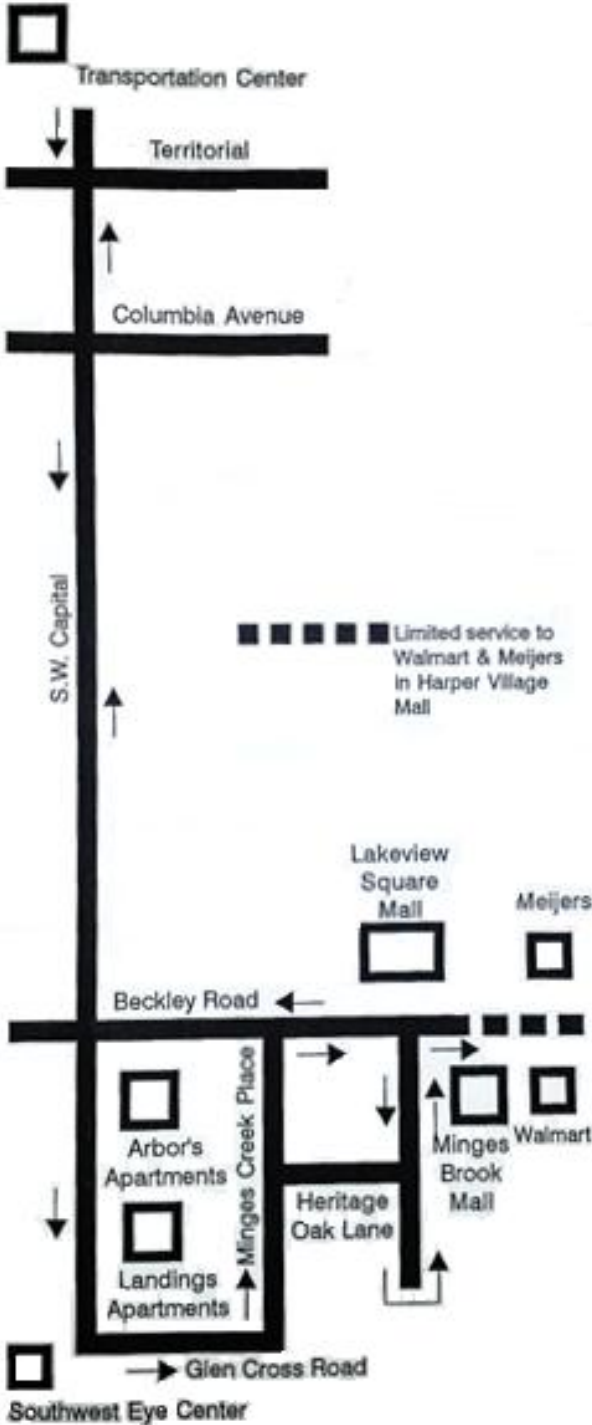 Transportation Center
Territorial
Columbia Avenue
S.W. Capital
Limited service to
Walmart & Meijers
in Harper Village
Mall
Lakeview
Square
Mall
Meijers
Beckley Road
Minges Creek Place
Arbor's
Apartments
Minges
Brook
Mall
Walmart
Heritage
Oak Lane
Landings
Apartments
Glen Cross Road
Southwest Eye Center